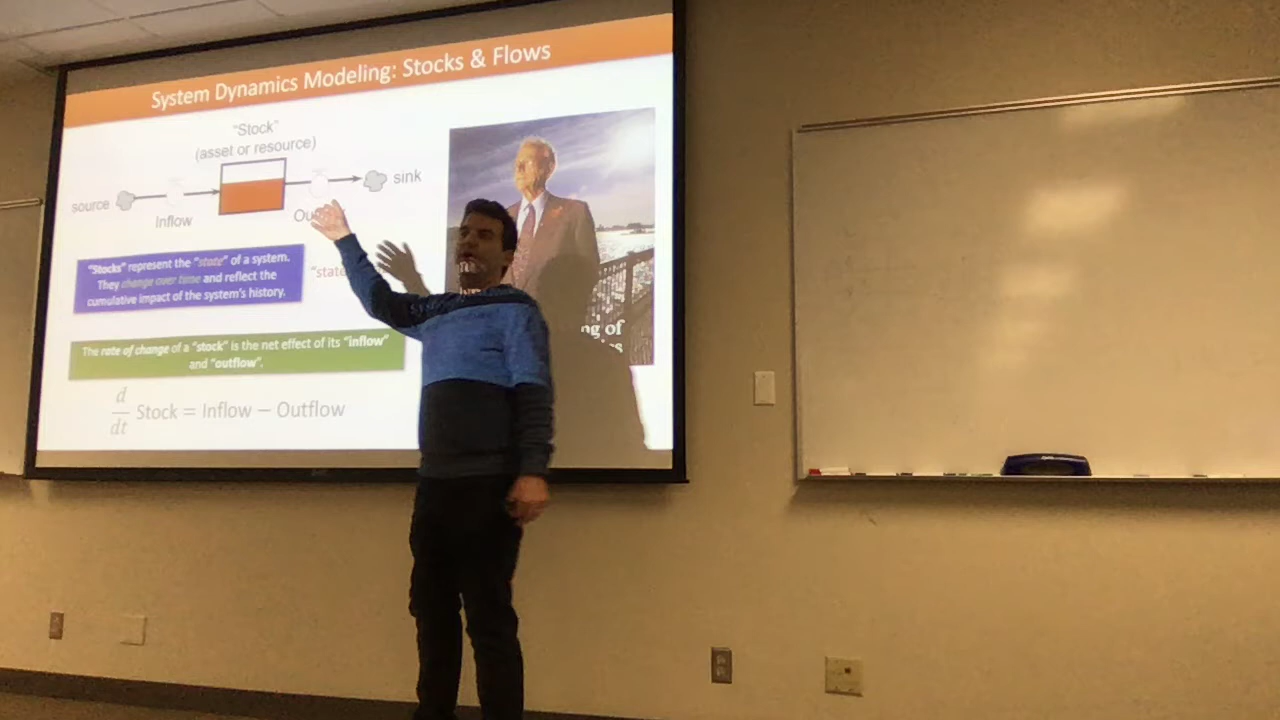 System Dynamics Modeling: Stocks & Flows
"Stock"
(asset or resource)
source
sink
Inflow
"Stocks" represent the "state" of a system.
They change over time and reflect the
cumulative impact of the system's history.
The rate of change of a "stock" is the net effect of its "inflow"
and "outflow".
d
dt
Stock = Inflow − Outflow
ng of